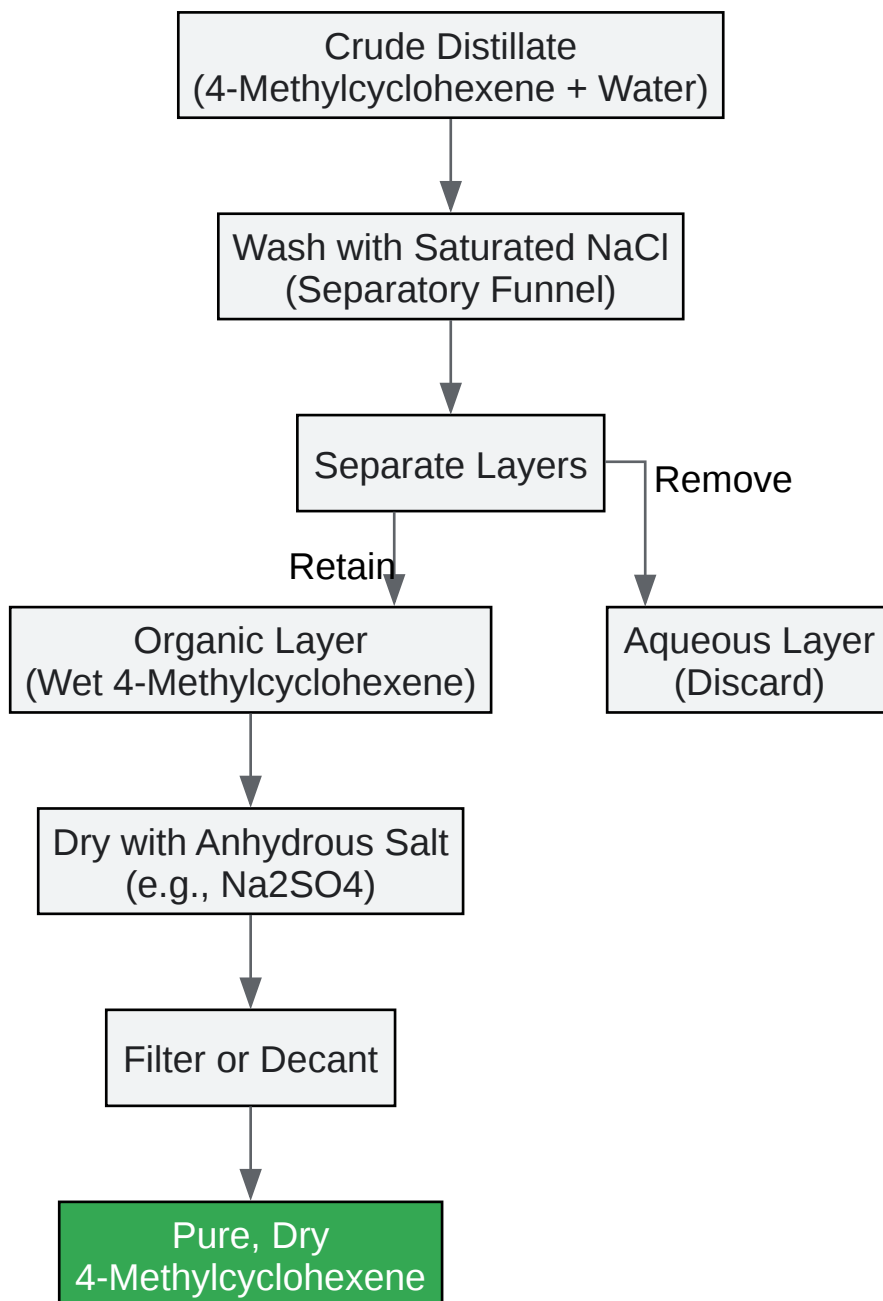 Crude Distillate
(4-Methylcyclohexene + Water)
Wash with Saturated NaCl
(Separatory Funnel)
Separate Layers
Remove
Retain
Organic Layer
(Wet 4-Methylcyclohexene)
Aqueous Layer
(Discard)
Dry with Anhydrous Salt
(e.g., Na2SO4)
Filter or Decant
Pure, Dry
4-Methylcyclohexene